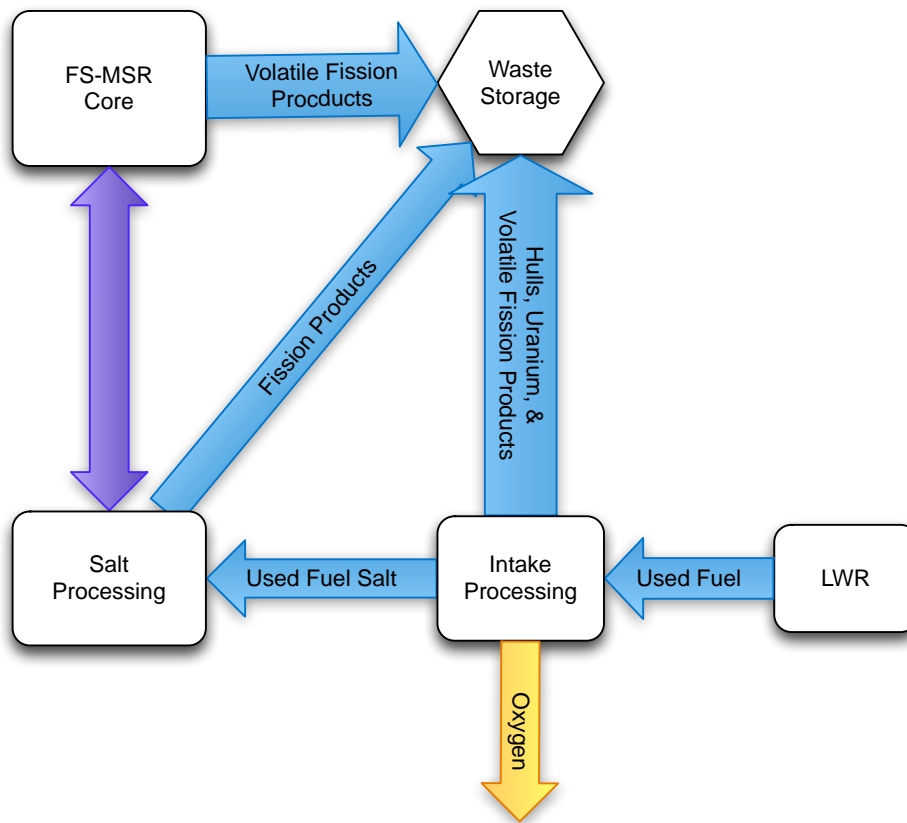 FS-MSR
Core
Volatile Fission
Procducts
Waste
Storage
Fission Products
Hulls, Uranium, &
Volatile Fission Products
Salt
Processing
Used Fuel Salt
Intake
Processing
Used Fuel
LWR
Oxygen